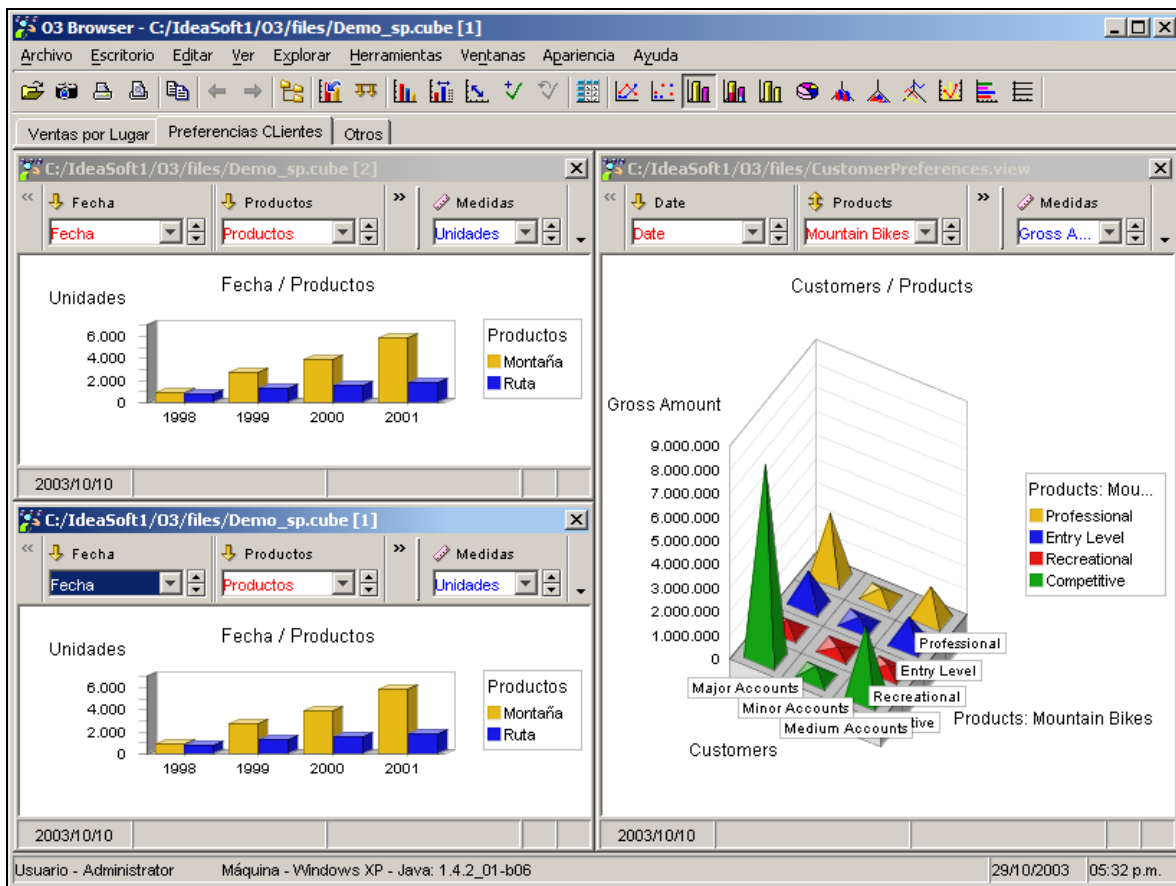 O3 Browser - C:/IdeaSoft1/O3/files/Demo_sp.cube [1]
Archivo Escritorio Editar Ver Explorar Herramientas Ventanas Apariencia Ayuda
Ventas por Lugar Preferencias CLientes Otros
C:/IdeaSoft1/O3/files/Demo_sp.cube [2]
Fecha Productos Medidas
Fecha Productos Unidades
Fecha / Productos
Unidades
6.000
4.000
2.000
0
1998 1999 2000 2001
Productos
Montaña
Ruta
2003/10/10
C:/IdeaSoft1/O3/files/Demo_sp.cube [1]
Fecha Productos Medidas
Fecha Productos Unidades
Fecha / Productos
Unidades
6.000
4.000
2.000
0
1998 1999 2000 2001
Productos
Montaña
Ruta
2003/10/10
C:/IdeaSoft1/O3/files/CustomerPreferences.view
Date Products Medidas
Date Mountain Bikes Gross A...
Customers / Products
Gross Amount
9.000.000
8.000.000
7.000.000
6.000.000
5.000.000
4.000.000
3.000.000
2.000.000
1.000.000
0
Professional
Entry Level
Recreational
tive
Major Accounts
Minor Accounts
Medium Accounts
Customers
Products: Mountain Bikes
Products: Mou...
Professional
Entry Level
Recreational
Competitive
2003/10/10
Usuario - Administrator Máquina - Windows XP - Java: 1.4.2_01-b06 29/10/2003 05:32 p.m.